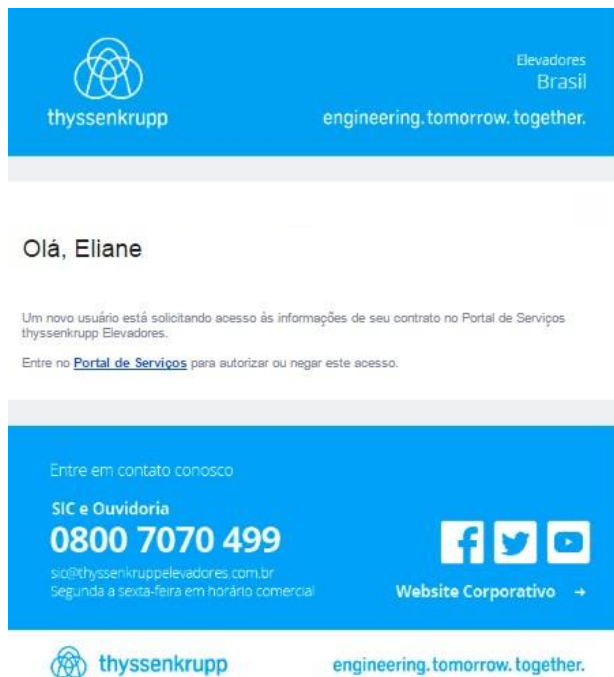 Elevadores
Brasil
thyssenkrupp
engineering.tomorrow.together.
Olá, Eliane
Um novo usuário está solicitando acesso às informações de seu contrato no Portal de Serviços
thyssenkrupp Elevadores.
Entre no Portal de Serviços para autorizar ou negar este acesso.
Entre em contato conosco
SIC e Ouvidoria
0800 7070 499
sic@thyssenkruppelevadores.com.br
Segunda a sexta-feira em horário comercial
Website Corporativo →
thyssenkrupp
engineering.tomorrow.together.